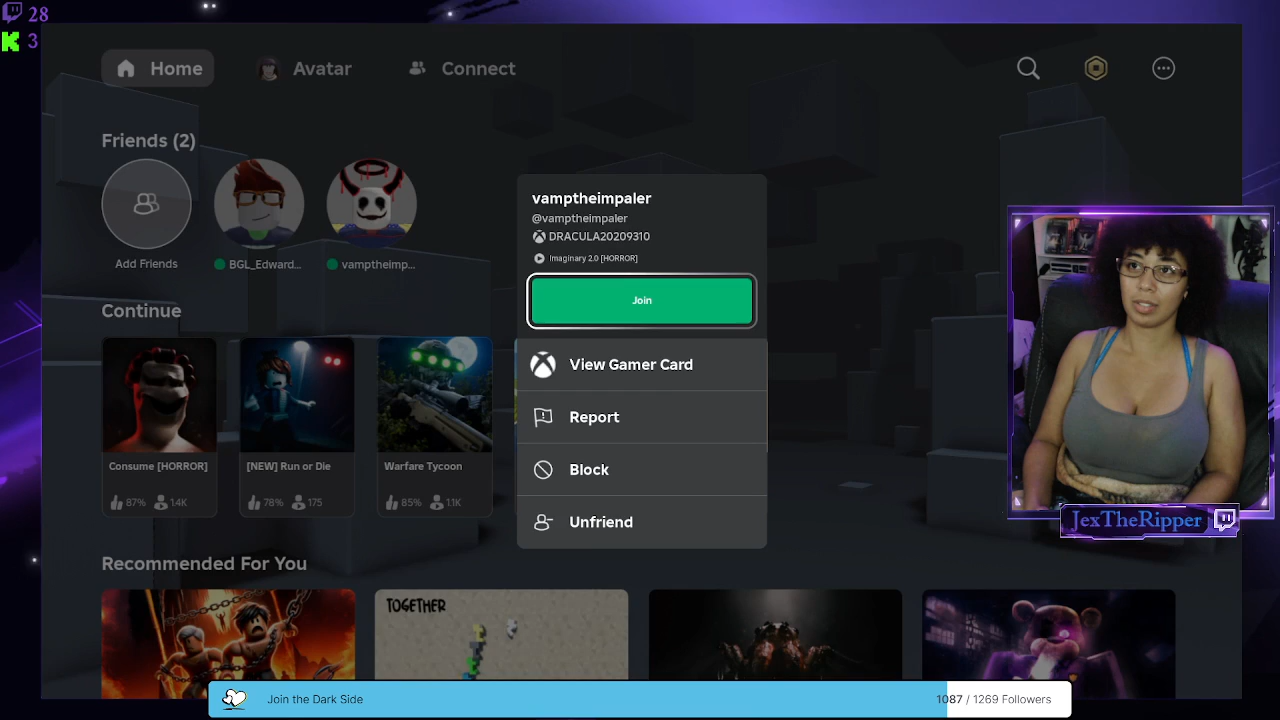 28
3
Home
Avatar
Connect
Friends (2)
Add Friends
BGL_Edward...
vamptheimp...
Continue
Consume [HORROR]
87%
1.4K
[NEW] Run or Die
78%
175
Warfare Tycoon
85%
1.1K
vamptheimpaler
@vamptheimpaler
DRACULA20209310
Imaginary 2.0 [HORROR]
Join
View Gamer Card
Report
Block
Unfriend
JexTheRipper
Recommended For You
TOGETHER
Join the Dark Side
1087 / 1269 Followers